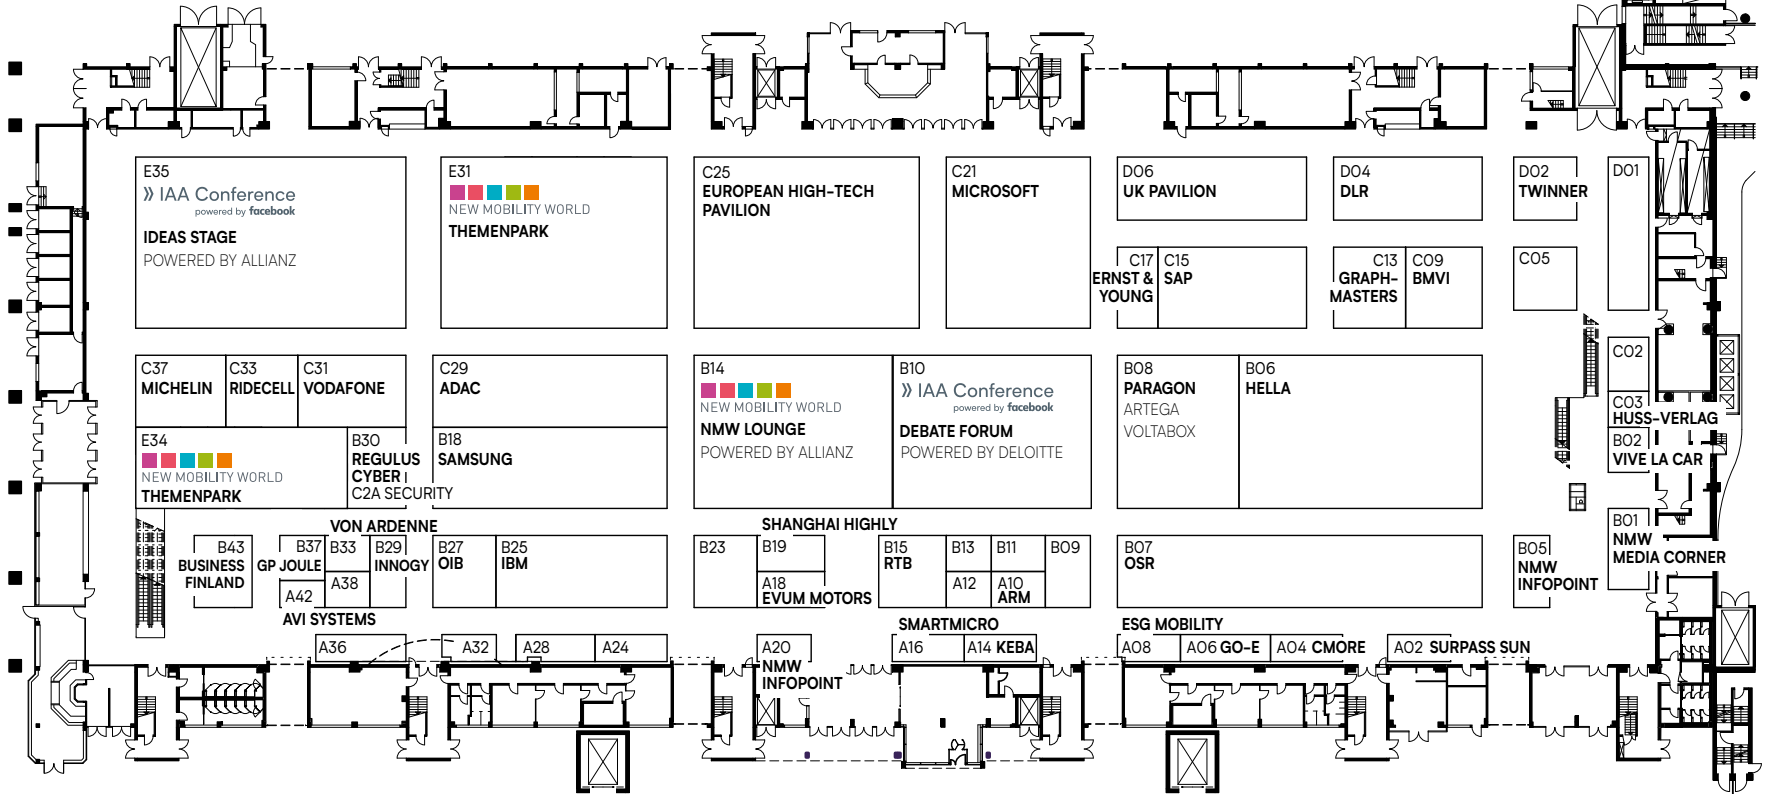 E35
IAA Conference
powered by facebook
IDEAS STAGE
POWERED BY ALLIANZ
E31
NEW MOBILITY WORLD
THEMENPARK
C25
EUROPEAN HIGH-TECH
PAVILION
C21
MICROSOFT
D06
UK PAVILION
D04
DLR
D02
TWINNER
D01
C17
ERNST &
YOUNG
C15
SAP
C13
GRAPH-
MASTERS
C09
BMVI
C05
C37
MICHELIN
C33
RIDECELL
C31
VODAFONE
C29
ADAC
B14
NEW MOBILITY WORLD
NMW LOUNGE
POWERED BY ALLIANZ
B10
IAA Conference
powered by facebook
DEBATE FORUM
POWERED BY DELOITTE
B08
PARAGON
ARTEGA
VOLTABOX
B06
HELLA
C02
C03
HUSS-VERLAG
B02
VIVE LA CAR
E34
NEW MOBILITY WORLD
THEMENPARK
B30
REGULUS
CYBER
C2A SECURITY
B18
SAMSUNG
B01
NMW
MEDIA CORNER
VON ARDENNE
SHANGHAI HIGHLY
B43
BUSINESS
FINLAND
B37
GP JOULE
B33
B29
INNOGY
A42
A38
AVI SYSTEMS
B27
OIB
B25
IBM
B23
B19
A18
EVUM MOTORS
B15
RTB
B13
B11
B09
A12
A10
ARM
B07
OSR
B05
NMW
INFOPOINT
SMARTMICRO
ESG MOBILITY
A36
A32
A28
A24
A20
NMW
INFOPOINT
A16
A14 KEBA
A08
A06 GO-E
A04 CMORE
A02 SURPASS SUN